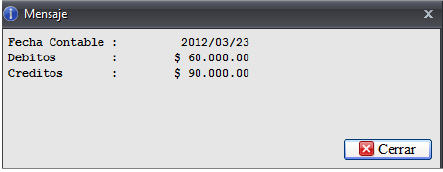 Mensaje
Fecha Contable : 2012/03/23
Debitos : $ 60.000.00
Creditos : $ 90.000.00
Cerrar